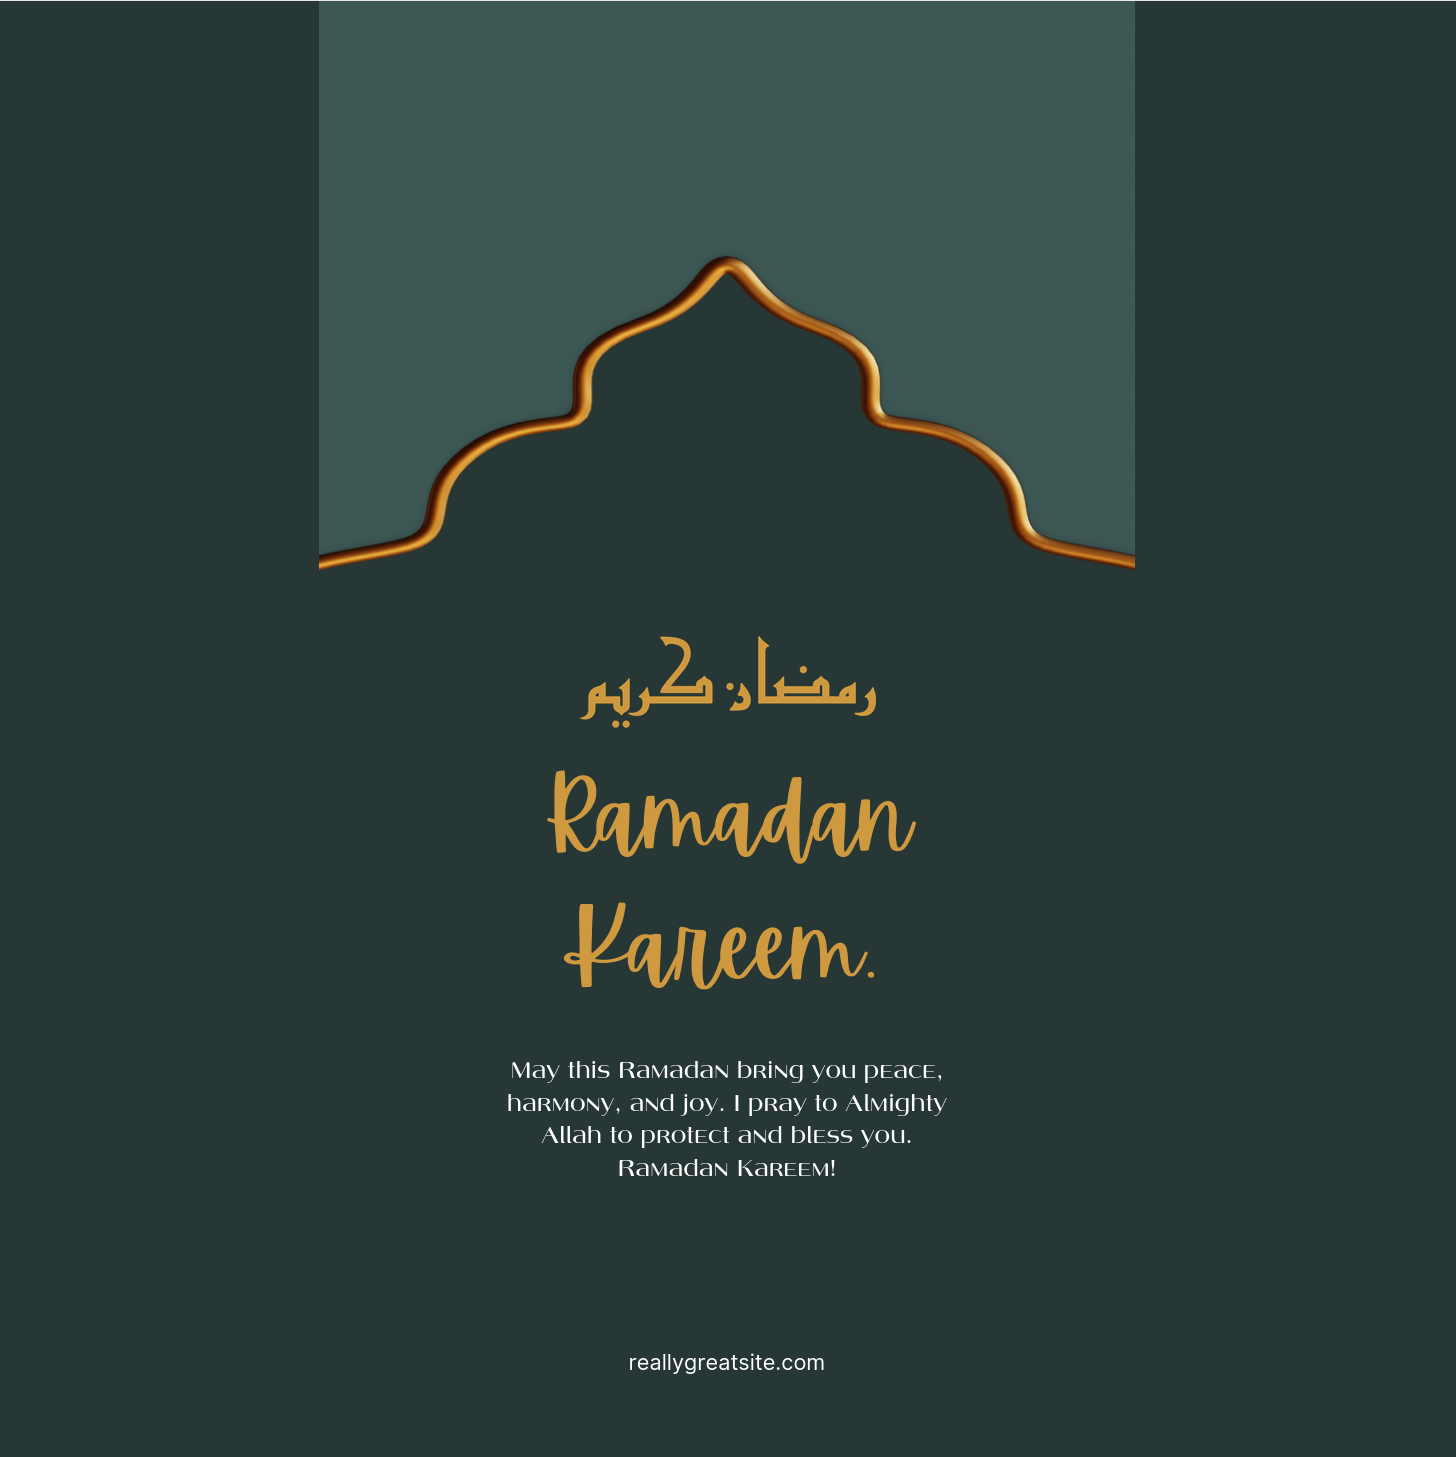 رمضان كريم
Ramadan
Kareem.
May this Ramadan bring you peace,
harmony, and joy. I pray to Almighty
Allah to protect and bless you.
Ramadan Kareem!
reallygreatsite.com